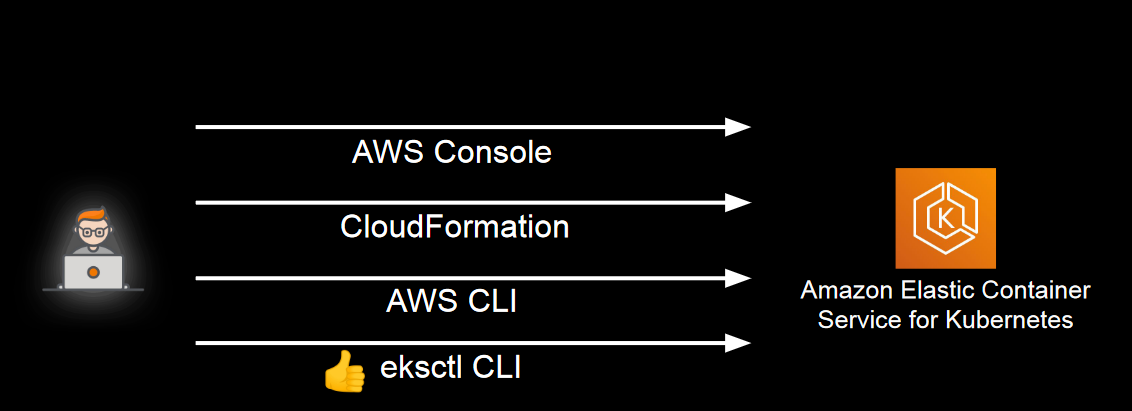 AWS Console
CloudFormation
AWS CLI
eksctl CLI
K
Amazon Elastic Container
Service for Kubernetes